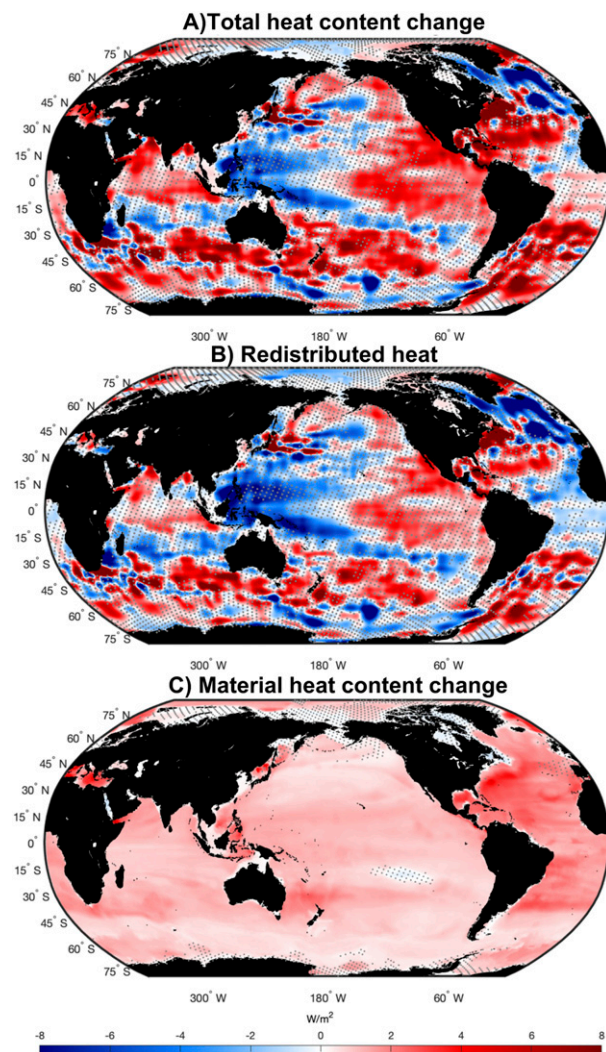 A)Total heat content change
75° N
60° N
45° N
30° N
15° N
0°
15° S
30° S
45° S
60° S
75° S
300° W 180° W 60° W
B) Redistributed heat
75° N
60° N
45° N
30° N
15° N
0°
15° S
30° S
45° S
60° S
75° S
300° W 180° W 60° W
C) Material heat content change
75° N
60° N
45° N
30° N
15° N
0°
15° S
30° S
45° S
60° S
75° S
300° W 180° W 60° W
W/m²
-8 -6 -4 -2 0 2 4 6 8